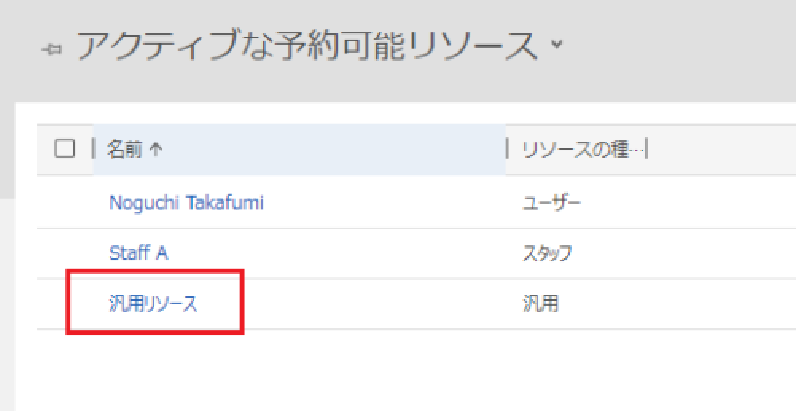 アクティブな予約可能リソース
名前 ↑ リソースの種…
Noguchi Takafumi ユーザー
Staff A スタッフ
汎用リソース 汎用